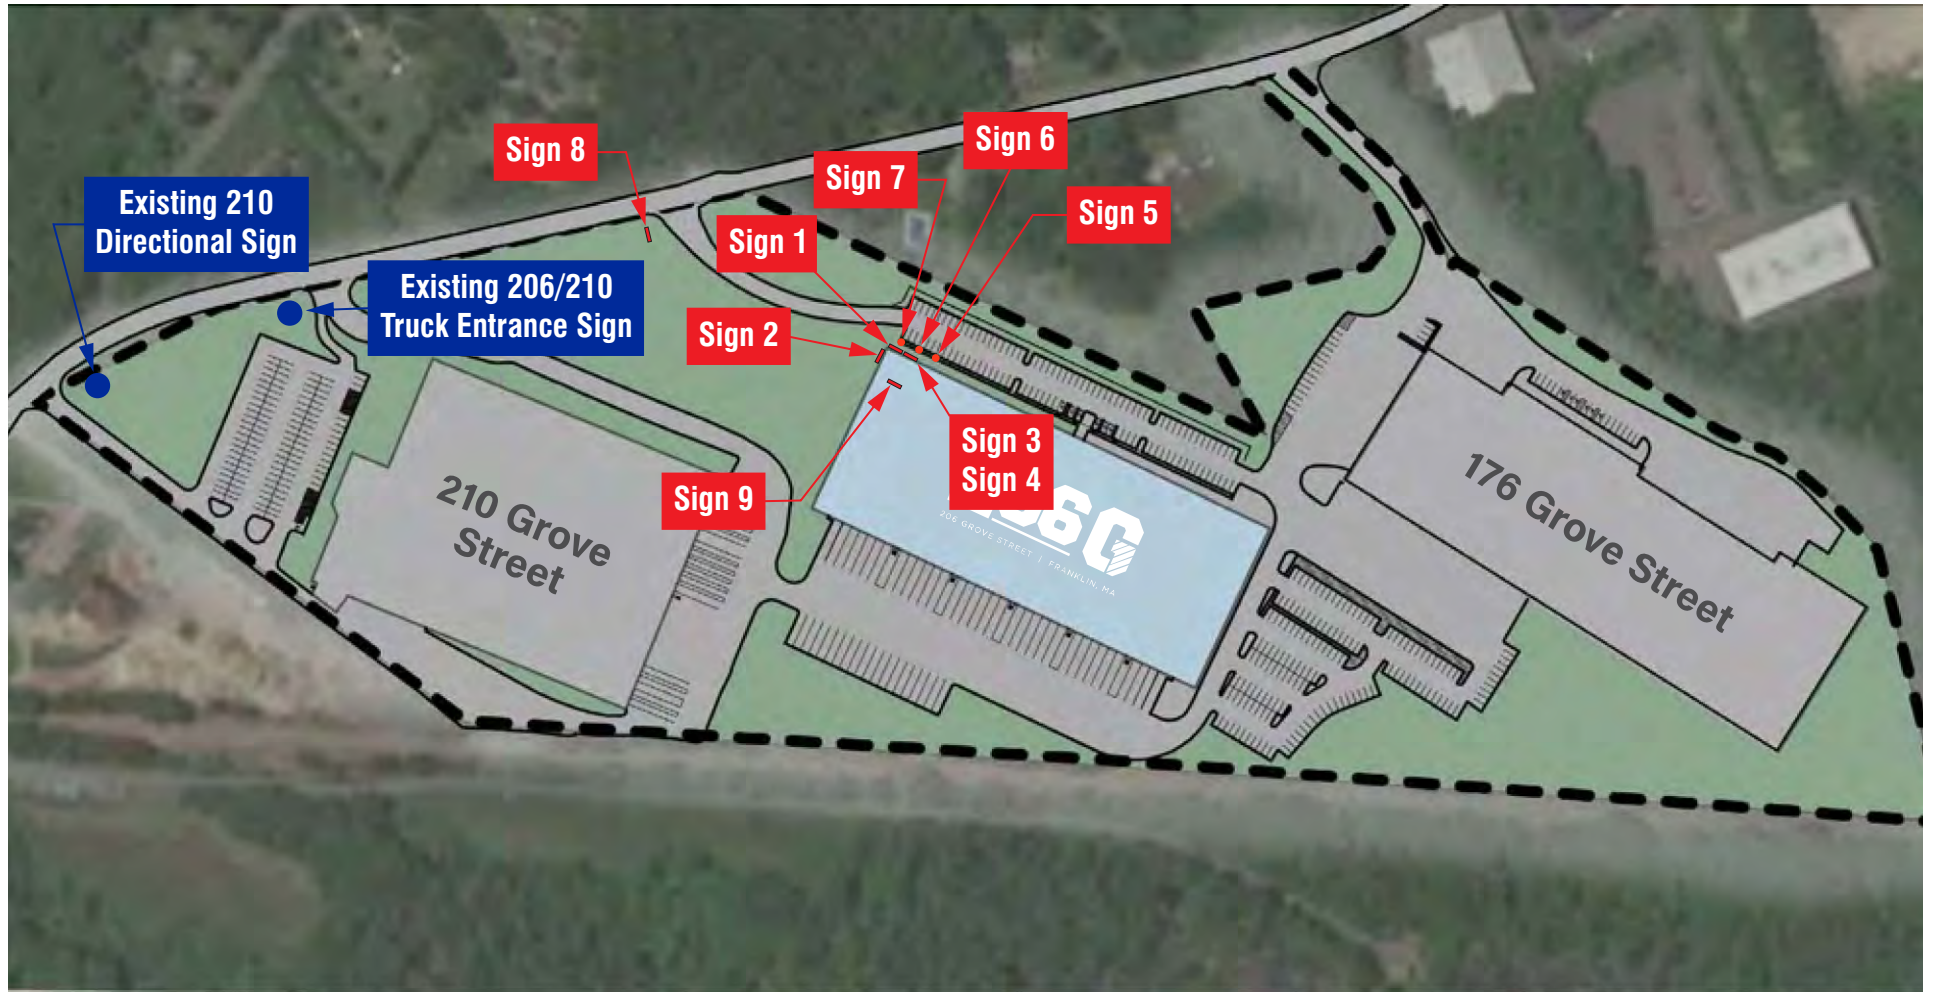 Sign 8
Sign 6
Sign 7
Sign 5
Existing 210
Directional Sign
Sign 1
Existing 206/210
Truck Entrance Sign
Sign 2
Sign 3
Sign 4
Sign 9
210 Grove
Street
206 GROVE STREET | FRANKLIN, MA
176 Grove Street